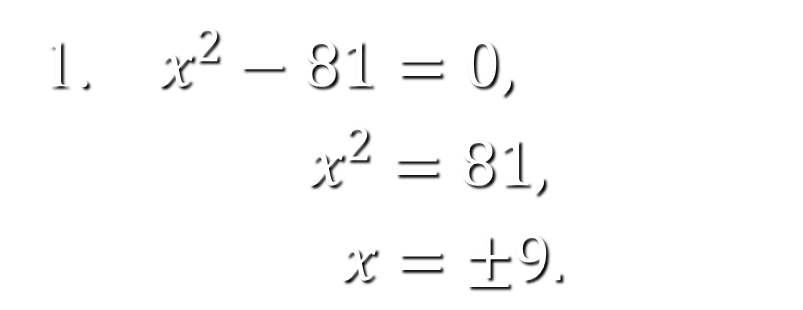 1. x² − 81 = 0,
x² = 81,
x = ±9.